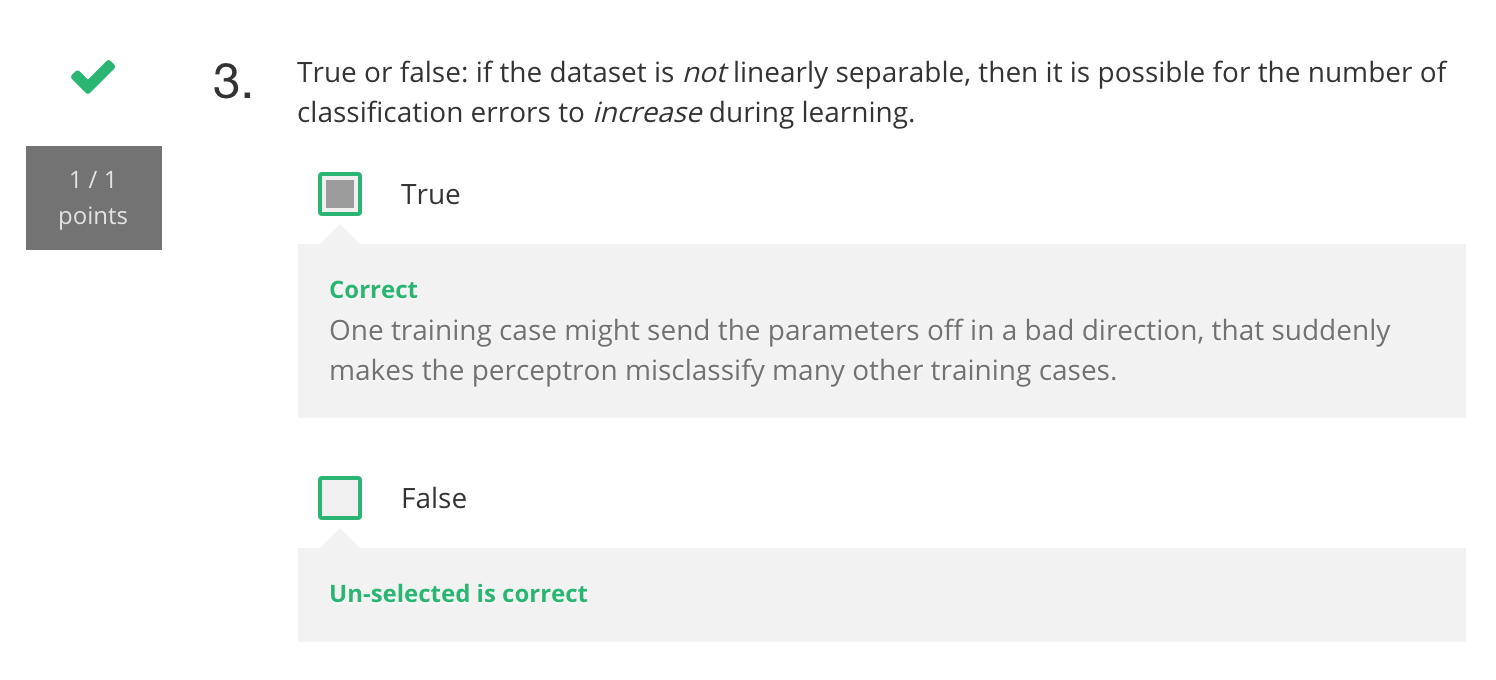 3.
True or false: if the dataset is not linearly separable, then it is possible for the number of
classification errors to increase during learning.
1 / 1
points
True
Correct
One training case might send the parameters off in a bad direction, that suddenly
makes the perceptron misclassify many other training cases.
False
Un-selected is correct